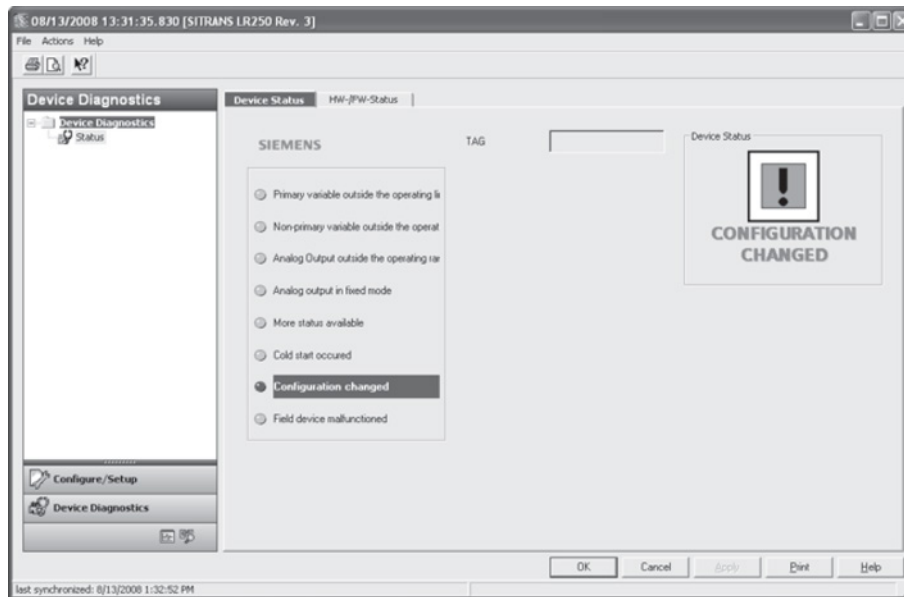 08/13/2008 13:31:35.830 [SITRANS LR250 Rev. 3]
File Actions Help
Device Diagnostics
Device Diagnostics
Status
Configure/Setup
Device Diagnostics
Device Status HW-/FW-Status
SIEMENS
TAG
Primary variable outside the operating li
Non-primary variable outside the operat
Analog Output outside the operating ran
Analog output in fixed mode
More status available
Cold start occured
Configuration changed
Field device malfunctioned
Device Status
CONFIGURATION
CHANGED
OK Cancel Apply Print Help
last synchronized: 8/13/2008 1:32:52 PM